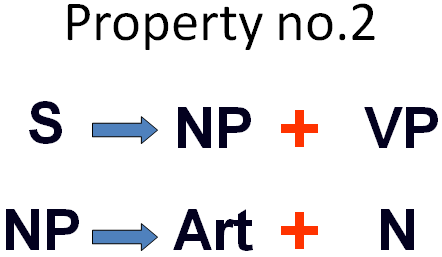 Property no.2
S → NP + VP
NP → Art + N